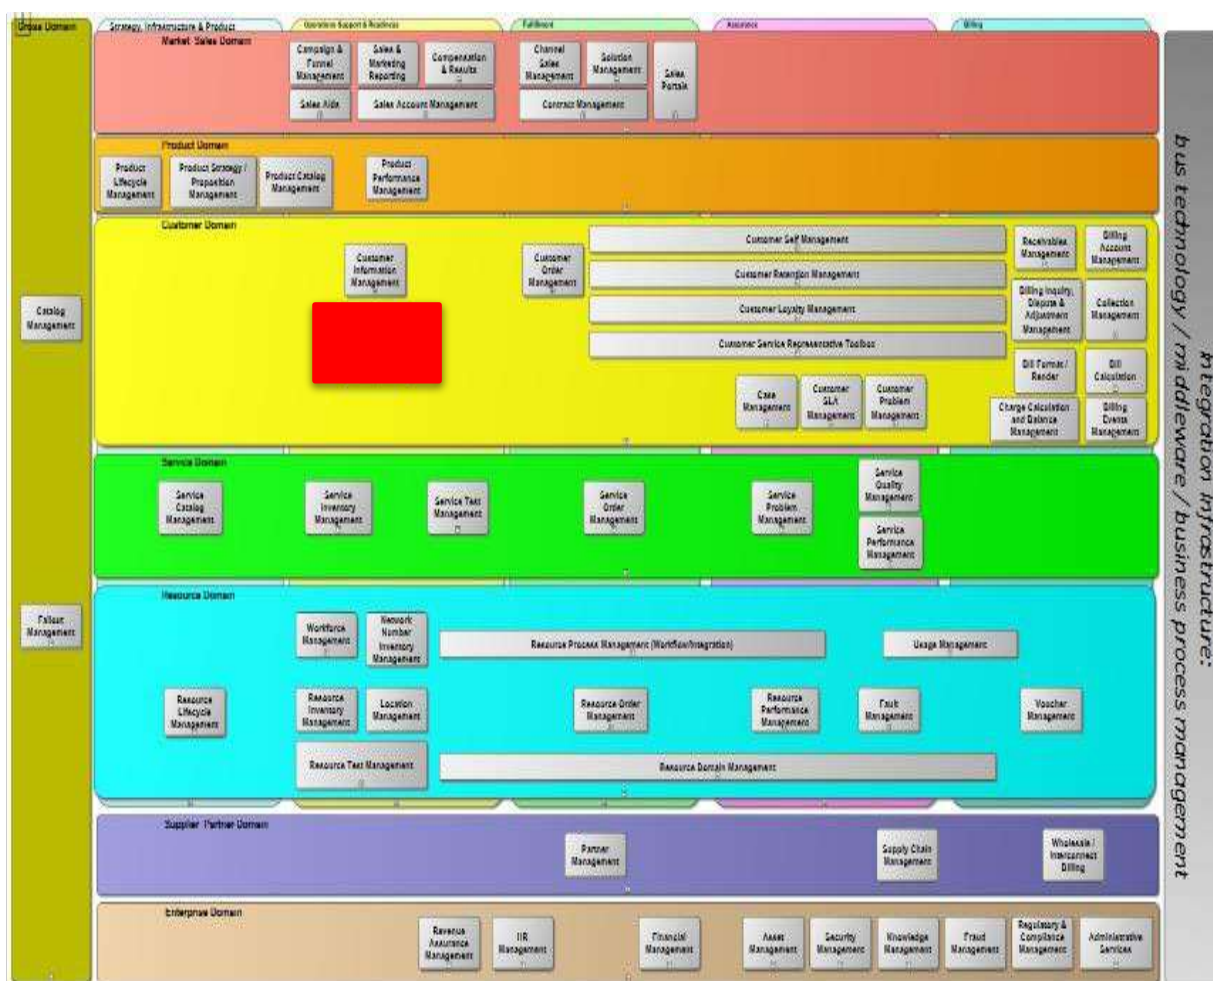 Cross Domain
Strategy, Infrastructure & Product
Operations Support & Readiness
Fulfillment
Assurance
Billing
Market Sales Domain
Campaign &
Funnel
Management
Sales &
Marketing
Reporting
Compensation
& Results
Channel
Sales
Management
Solution
Management
Sales
Portals
Sales Aids
Sales Account Management
Contract Management
Product Domain
Product
Lifecycle
Management
Product Strategy /
Proposition
Management
Product Catalog
Management
Product
Performance
Management
Customer Domain
Customer
Information
Management
Customer
Order
Management
Customer Self Management
Customer Retention Management
Customer Loyalty Management
Customer Service Representative Toolbox
Receivables
Management
Billing
Account
Management
Billing Inquiry,
Dispute &
Adjustment
Management
Collection
Management
Bill Format /
Render
Bill
Calculation
Case
Management
Customer
SLA
Management
Customer
Problem
Management
Charge Calculation
and Balance
Management
Billing
Events
Management
Catalog
Management
Service Domain
Service
Catalog
Management
Service
Inventory
Management
Service Test
Management
Service
Order
Management
Service
Problem
Management
Service
Quality
Management
Service
Performance
Management
Resource Domain
Fallout
Management
Workforce
Management
Network
Number
Inventory
Management
Resource Process Management (Workflow/Integration)
Usage Management
Resource
Lifecycle
Management
Resource
Inventory
Management
Location
Management
Resource Order
Management
Resource
Performance
Management
Fault
Management
Voucher
Management
Resource Test Management
Resource Domain Management
Supplier Partner Domain
Partner
Management
Supply Chain
Management
Wholesale /
Interconnect
Billing
Enterprise Domain
Revenue
Assurance
Management
HR
Management
Financial
Management
Asset
Management
Security
Management
Knowledge
Management
Fraud
Management
Regulatory &
Compliance
Management
Administrative
Services
Integration Infrastructure:
bus technology / middleware / business process management